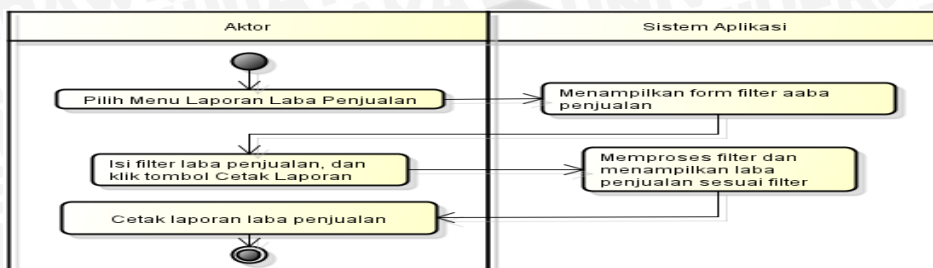 Aktor
Sistem Aplikasi
Pilih Menu Laporan Laba Penjualan
Menampilkan form filter aaba
penjualan
Isi filter laba penjualan, dan
klik tombol Cetak Laporan
Memproses filter dan
menampilkan laba
penjualan sesuai filter
Cetak laporan laba penjualan